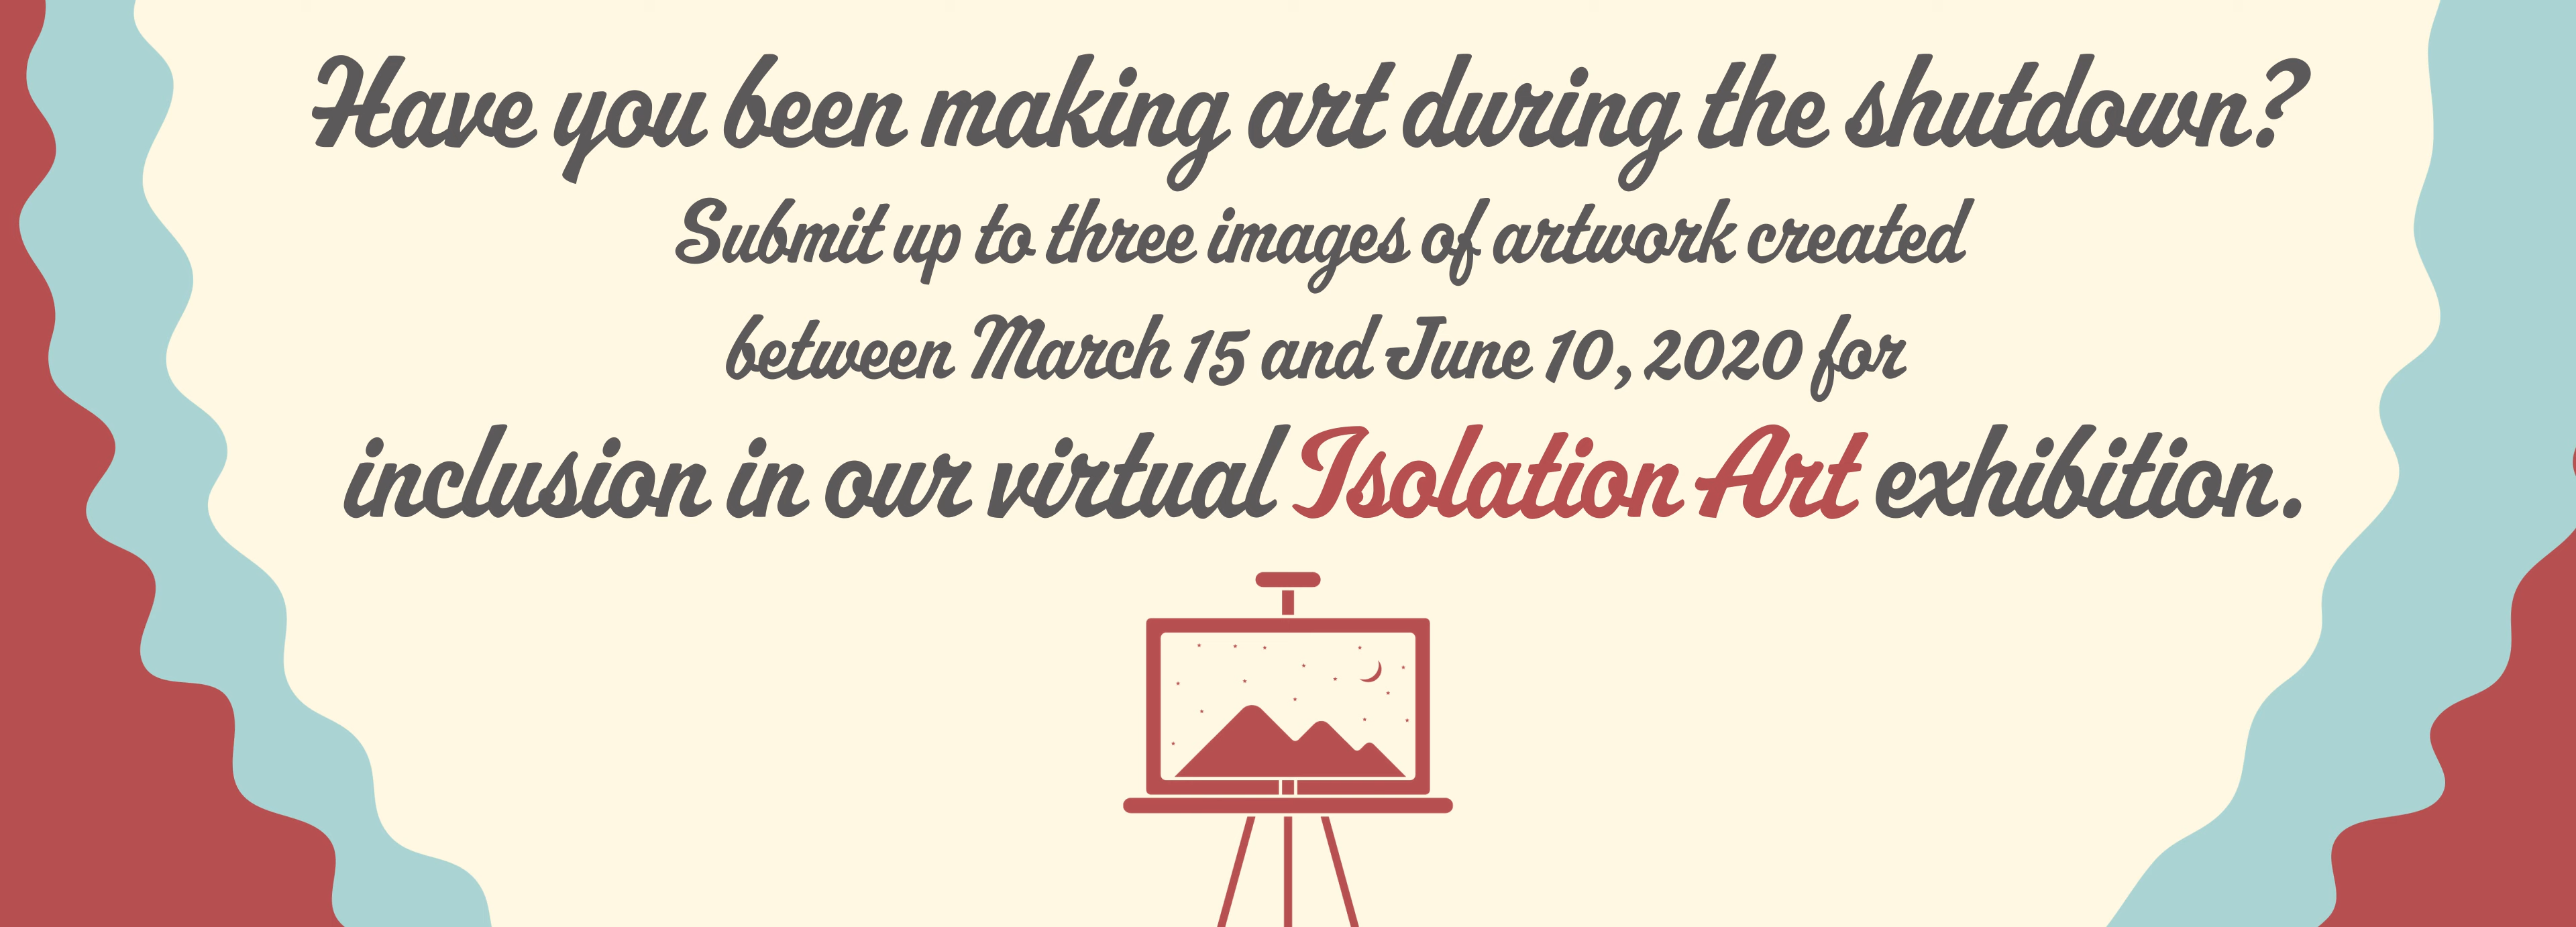 Have you been making art during the shutdown?
Submit up to three images of artwork created
between March 15 and June 10, 2020 for
inclusion in our virtual Isolation Art exhibition.